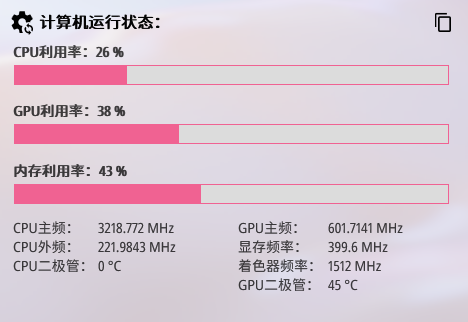 计算机运行状态：
CPU利用率：26 %
GPU利用率：38 %
内存利用率：43 %
CPU主频： 3218.772 MHz
CPU外频： 221.9843 MHz
CPU二极管： 0 °C
GPU主频： 601.7141 MHz
显存频率： 399.6 MHz
着色器频率： 1512 MHz
GPU二极管： 45 °C